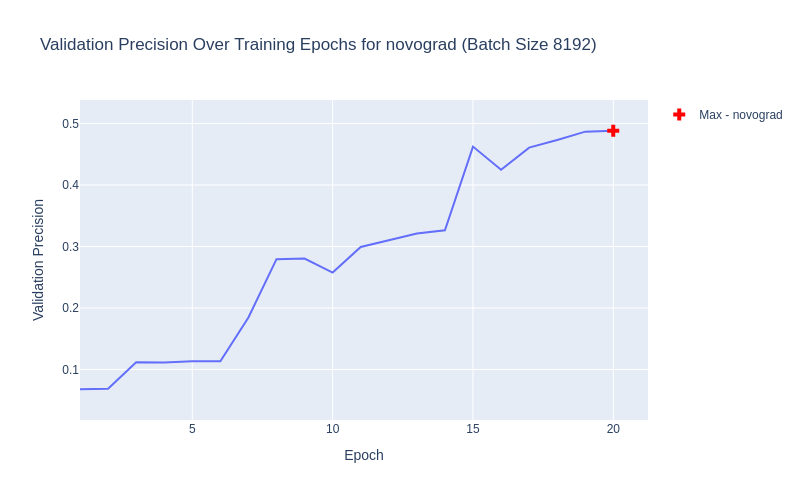 Validation Precision Over Training Epochs for novograd (Batch Size 8192)
Max - novograd
Validation Precision
0.5
0.4
0.3
0.2
0.1
5
10
15
20
Epoch